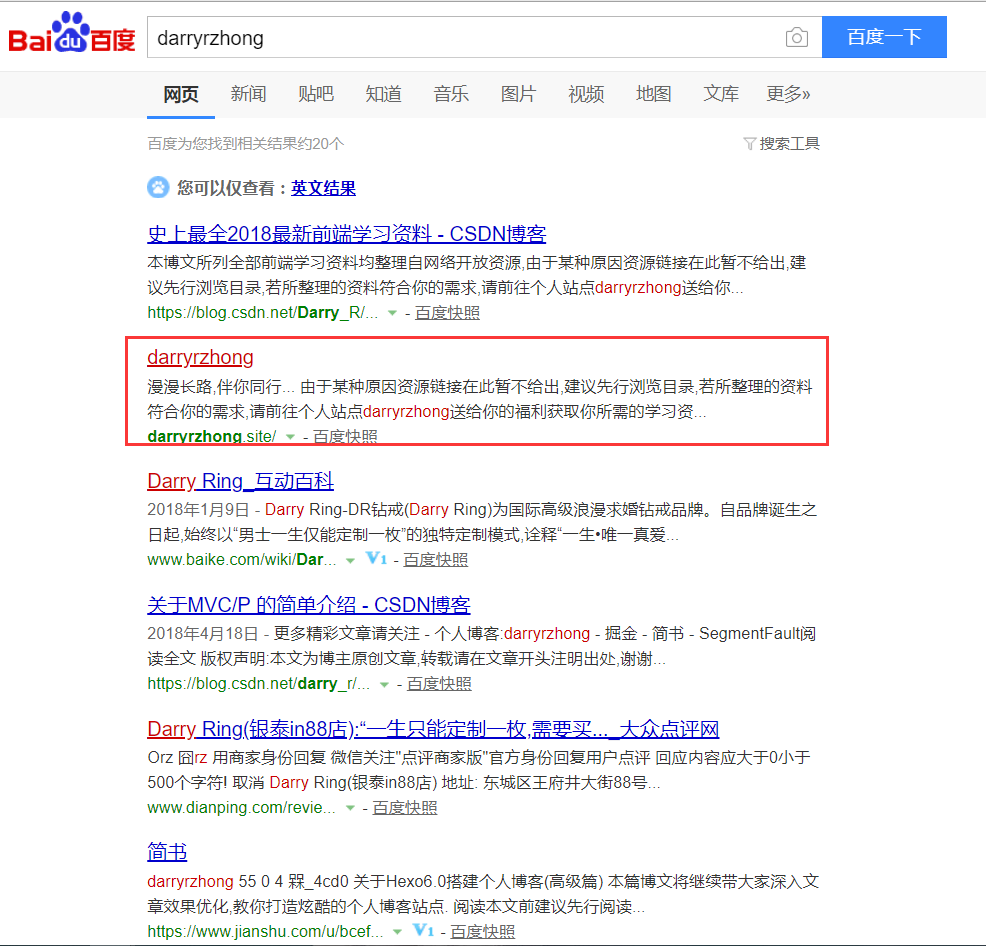 Bai du 百度 darryrzhong 百度一下
网页 新闻 贴吧 知道 音乐 图片 视频 地图 文库 更多»
百度为您找到相关结果约20个 搜索工具
您可以仅查看：英文结果
史上最全2018最新前端学习资料 - CSDN博客
本博文所列全部前端学习资料均整理自网络开放资源,由于某种原因资源链接在此暂不给出,建
议先行浏览目录,若所整理的资料符合你的需求,请前往个人站点darryrzhong送给你...
https://blog.csdn.net/Darry_R/... - 百度快照
darryrzhong
漫漫长路,伴你同行... 由于某种原因资源链接在此暂不给出,建议先行浏览目录,若所整理的资料
符合你的需求,请前往个人站点darryrzhong送给你的福利获取你所需的学习资...
darryrzhong.site/ - 百度快照
Darry Ring_互动百科
2018年1月9日 - Darry Ring-DR钻戒(Darry Ring)为国际高级浪漫求婚钻戒品牌。自品牌诞生之
日起,始终以“男士一生仅能定制一枚”的独特定制模式,诠释“一生•唯一真爱...
www.baike.com/wiki/Dar... V1 - 百度快照
关于MVC/P 的简单介绍 - CSDN博客
2018年4月18日 - 更多精彩文章请关注 - 个人博客:darryrzhong - 掘金 - 简书 - SegmentFault阅
读全文 版权声明:本文为博主原创文章,转载请在文章开头注明出处,谢谢...
https://blog.csdn.net/darry_r/... - 百度快照
Darry Ring(银泰in88店):“一生只能定制一枚,需要买..._大众点评网
Orz 囧rz 用商家身份回复 微信关注"点评商家版"官方身份回复用户点评 回应内容应大于0小于
500个字符! 取消 Darry Ring(银泰in88店) 地址: 东城区王府井大街88号...
www.dianping.com/revie... - 百度快照
简书
darryrzhong 55 0 4 槑_4cd0 关于Hexo6.0搭建个人博客(高级篇) 本篇博文将继续带大家深入文
章效果优化,教你打造炫酷的个人博客站点. 阅读本文前建议先行阅读...
https://www.jianshu.com/u/bcef... V1 - 百度快照